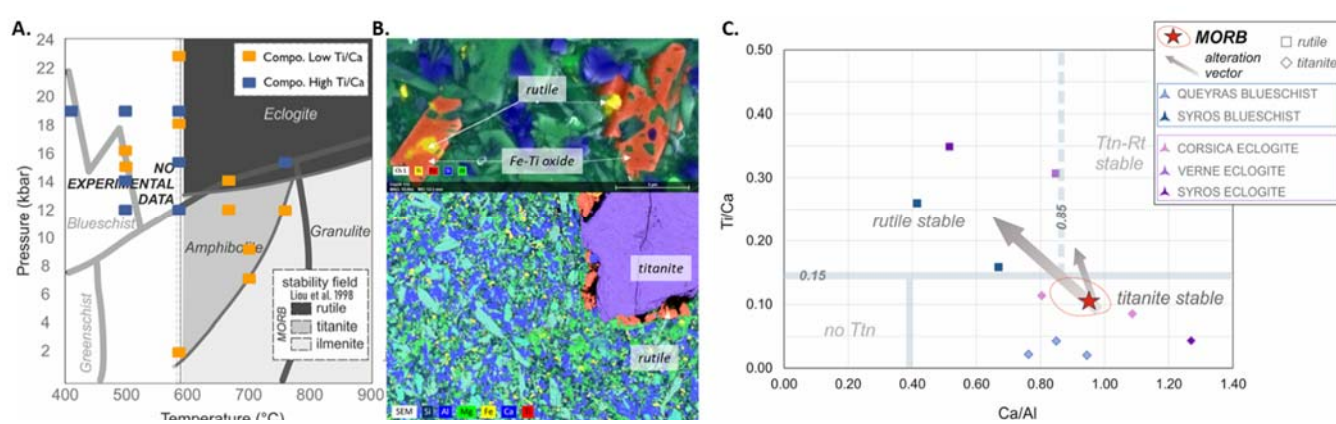 A.
24
22
20
18
16
14
12
10
8
6
4
2
Pressure (kbar)
Compo. Low Ti/Ca
Compo. High Ti/Ca
Eclogite
NO
EXPERIMENTAL
DATA
Blueschist
Amphibolite
Granulite
Greenschist
stability field
Liou et al. 1998
MORB
rutile
titanite
ilmenite
400 500 600 700 800 900
Temperature (°C)
B.
rutile
Fe-Ti oxide
titanite
rutile
SEM Si Al Mg Fe Ca Ti
C.
MORB
alteration
vector
rutile
titanite
QUEYRAS BLUESCHIST
SYROS BLUESCHIST
CORSICA ECLOGITE
VERNE ECLOGITE
SYROS ECLOGITE
0.50
0.40
0.30
0.20
0.10
0.00
Ti/Ca
Ttn-Rt
stable
rutile stable
0.85
0.15
titanite stable
no Ttn
0.00 0.20 0.40 0.60 0.80 1.00 1.20 1.40
Ca/Al